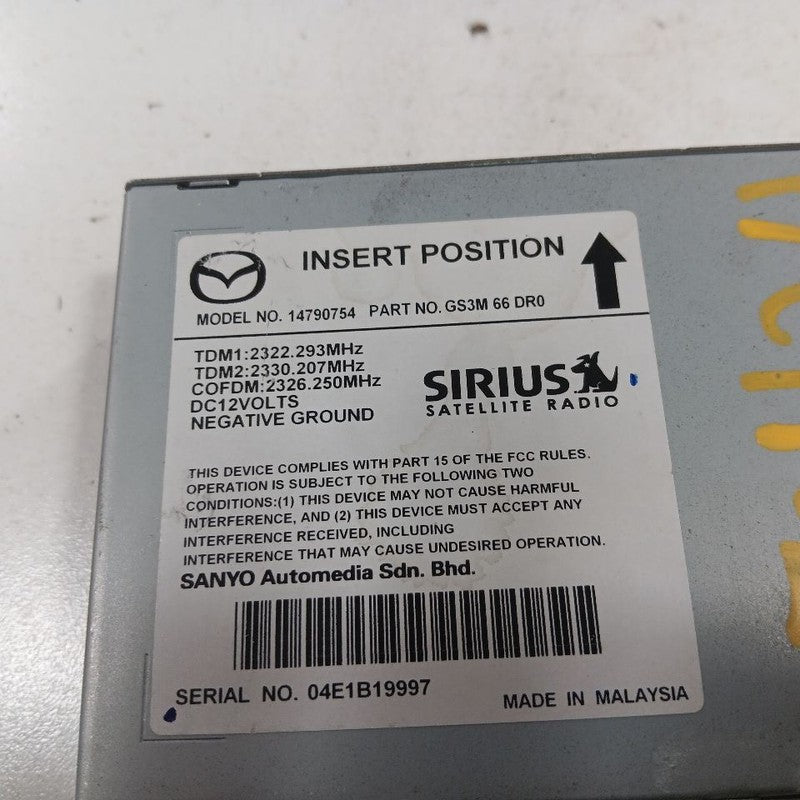 INSERT POSITION
MODEL NO. 14790754 PART NO. GS3M 66 DR0
TDM1:2322.293MHz
TDM2:2330.207MHz
COFDM:2326.250MHz
DC12VOLTS
NEGATIVE GROUND
SIRIUS
SATELLITE RADIO
THIS DEVICE COMPLIES WITH PART 15 OF THE FCC RULES.
OPERATION IS SUBJECT TO THE FOLLOWING TWO
CONDITIONS:(1) THIS DEVICE MAY NOT CAUSE HARMFUL
INTERFERENCE, AND (2) THIS DEVICE MUST ACCEPT ANY
INTERFERENCE RECEIVED, INCLUDING
INTERFERENCE THAT MAY CAUSE UNDESIRED OPERATION.
SANYO Automedia Sdn. Bhd.
SERIAL NO. 04E1B19997
MADE IN MALAYSIA